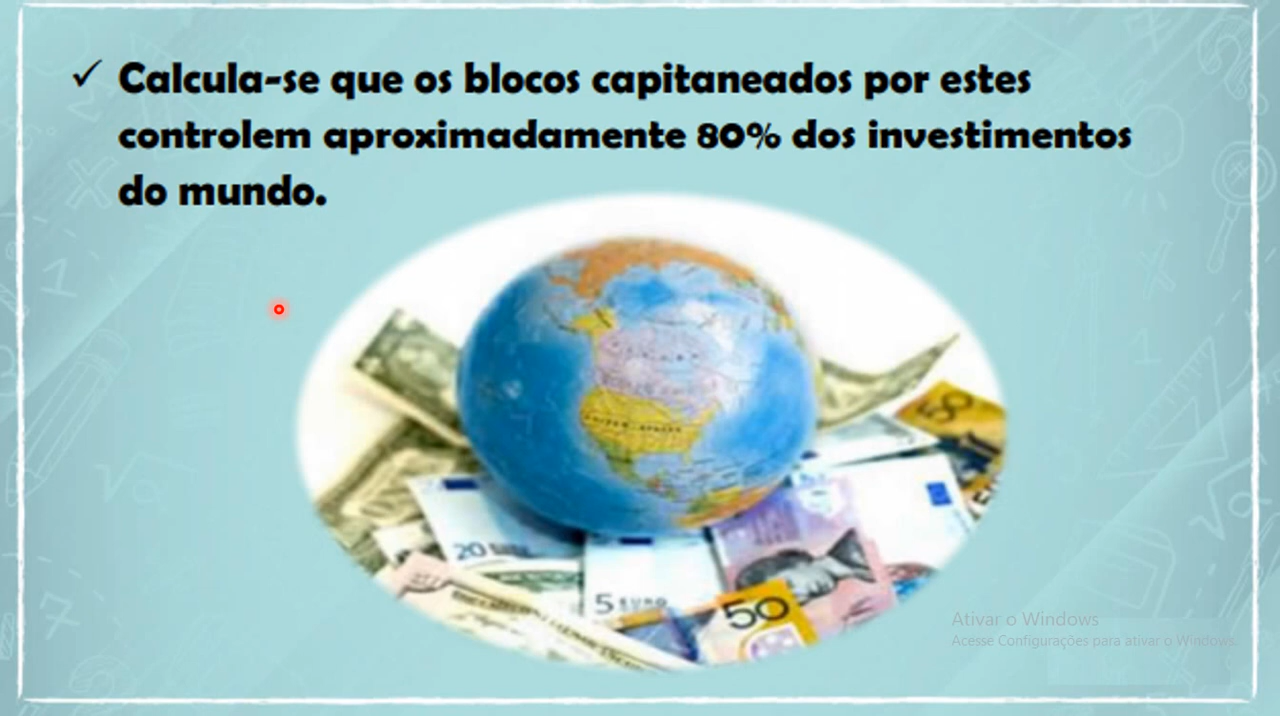 ✓ Calcula-se que os blocos capitaneados por estes
controlem aproximadamente 80% dos investimentos
do mundo.
50
20
5 EURO
50
Ativar o Windows
Acesse Configurações para ativar o Windows.